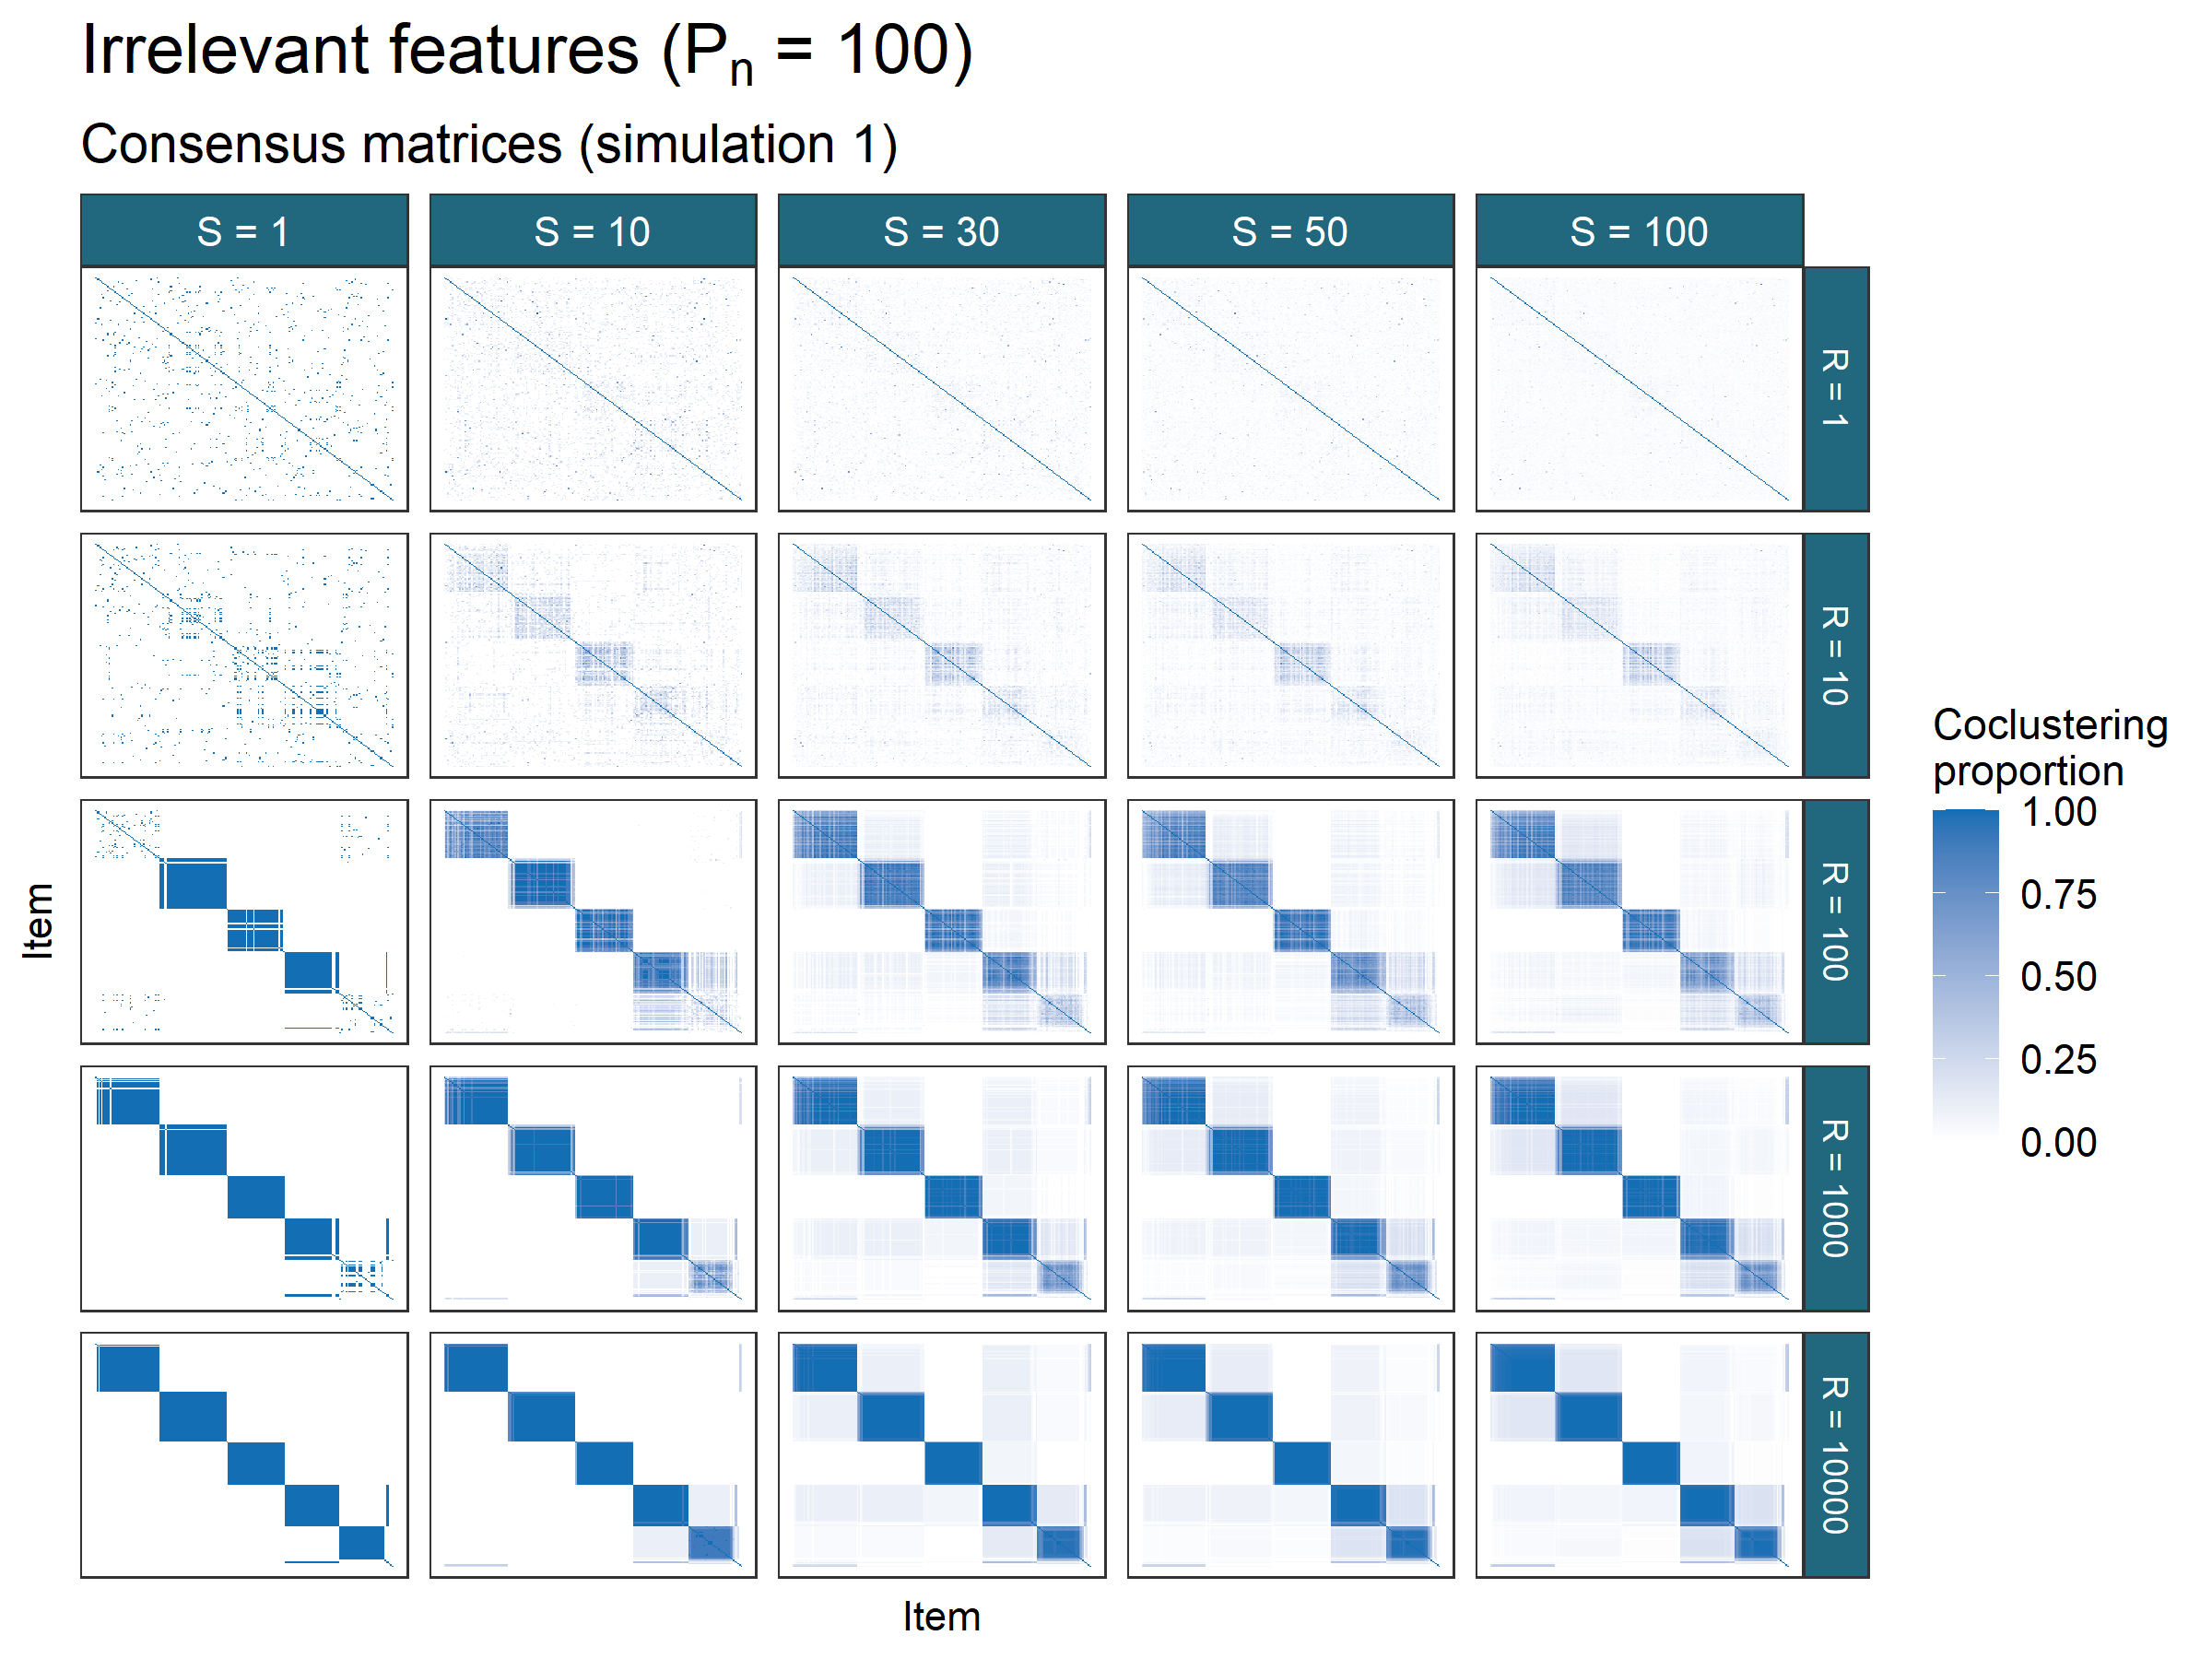 Irrelevant features (Pn = 100)
Consensus matrices (simulation 1)
S = 1
S = 10
S = 30
S = 50
S = 100
R = 1
R = 10
R = 100
R = 1000
R = 10000
Item
Item
Coclustering
proportion
1.00
0.75
0.50
0.25
0.00